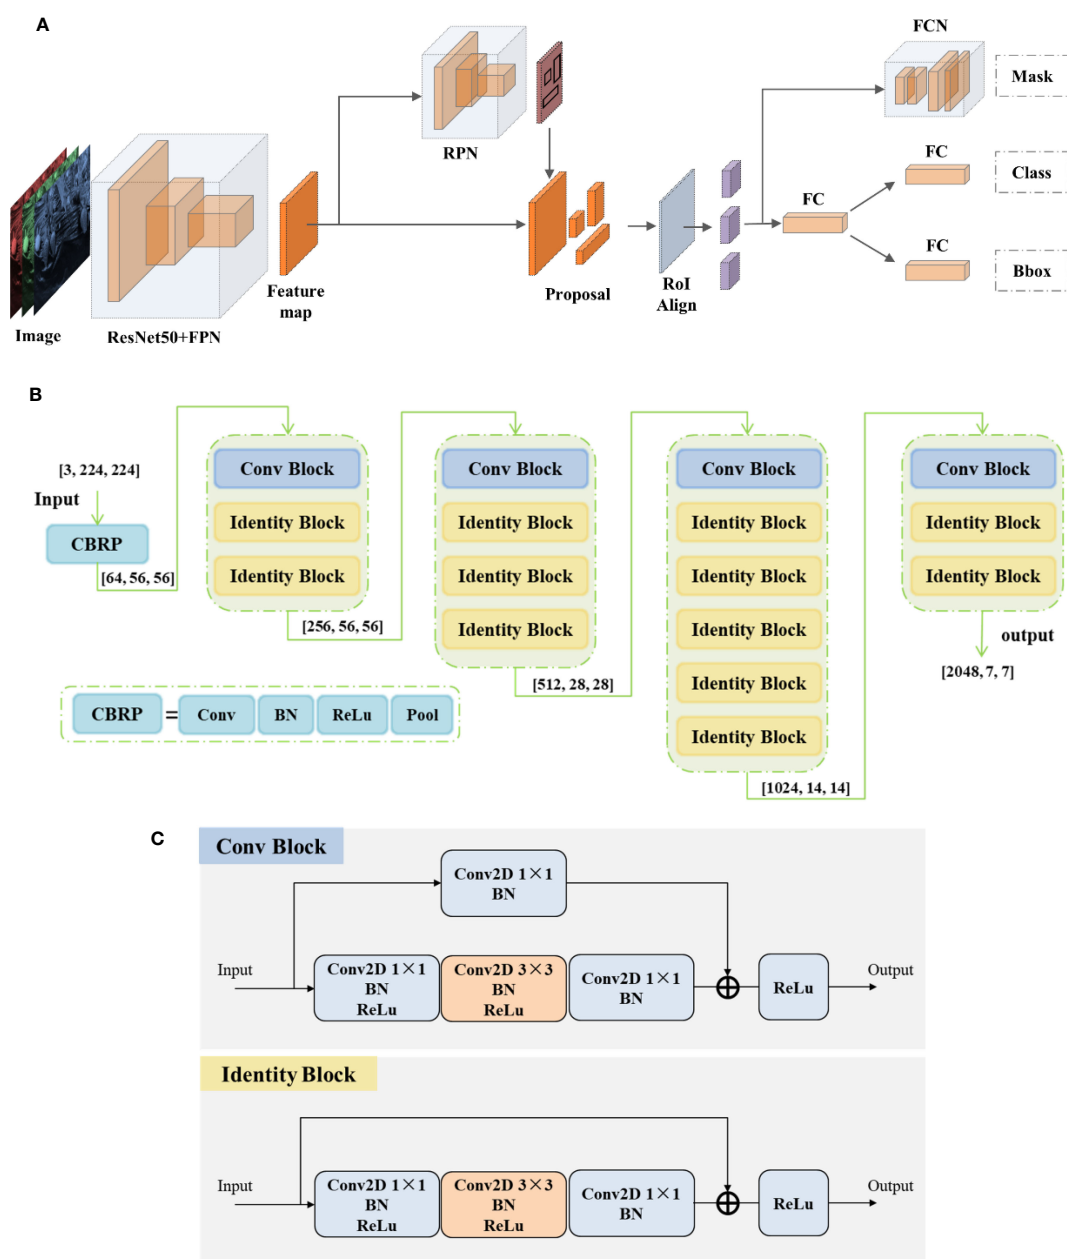 A
FCN
Mask
RPN
FC
Class
FC
FC
Bbox
Feature
map
Proposal
RoI
Align
Image
ResNet50+FPN
B
[3, 224, 224]
Input
CBRP
[64, 56, 56]
Conv Block
Identity Block
Identity Block
[256, 56, 56]
Conv Block
Identity Block
Identity Block
Identity Block
[512, 28, 28]
Conv Block
Identity Block
Identity Block
Identity Block
Identity Block
Identity Block
[1024, 14, 14]
Conv Block
Identity Block
Identity Block
output
[2048, 7, 7]
CBRP = Conv BN ReLu Pool
C
Conv Block
Conv2D 1×1
BN
Input
Conv2D 1×1
BN
ReLu
Conv2D 3×3
BN
ReLu
Conv2D 1×1
BN
ReLu
Output
Identity Block
Input
Conv2D 1×1
BN
ReLu
Conv2D 3×3
BN
ReLu
Conv2D 1×1
BN
ReLu
Output